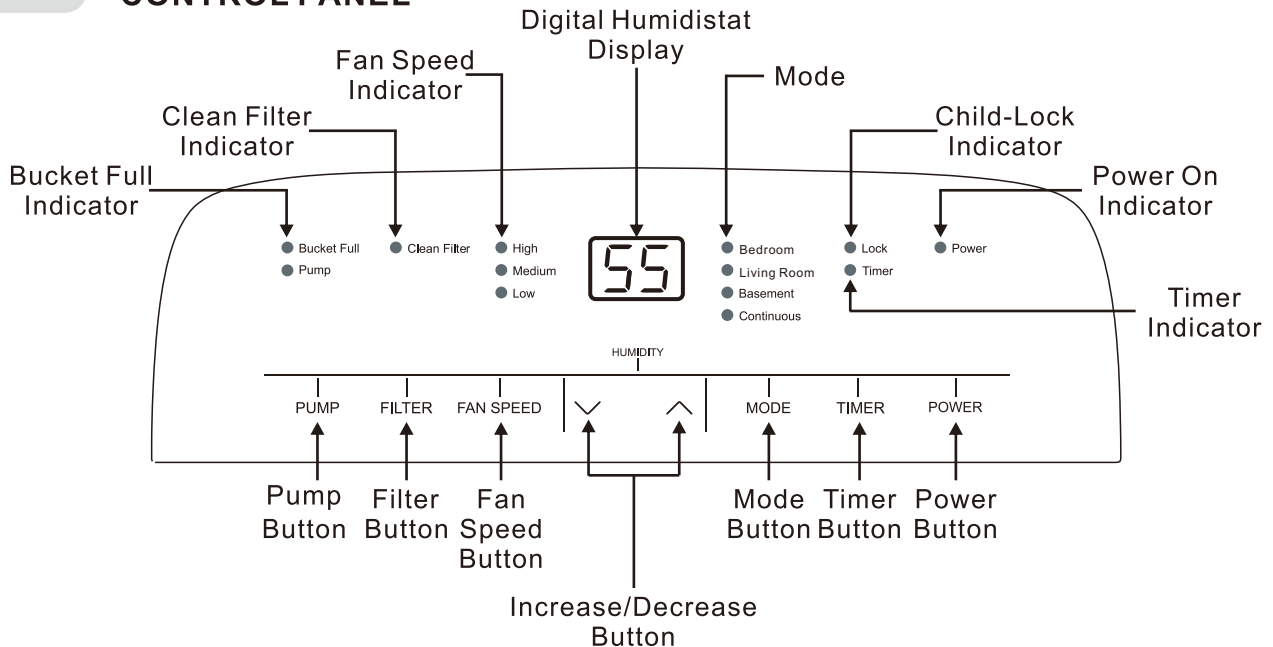 CONTROL PANEL
Digital Humidistat
Display
Fan Speed
Indicator
Mode
Clean Filter
Indicator
Child-Lock
Indicator
Bucket Full
Indicator
Power On
Indicator
Bucket Full
Clean Filter
High
55
Bedroom
Lock
Power
Pump
Medium
Living Room
Timer
Low
Basement
Continuous
Timer
Indicator
HUMIDITY
PUMP
FILTER
FAN SPEED
MODE
TIMER
POWER
Pump
Button
Filter
Button
Fan
Speed
Button
Mode
Button
Timer
Button
Power
Button
Increase/Decrease
Button